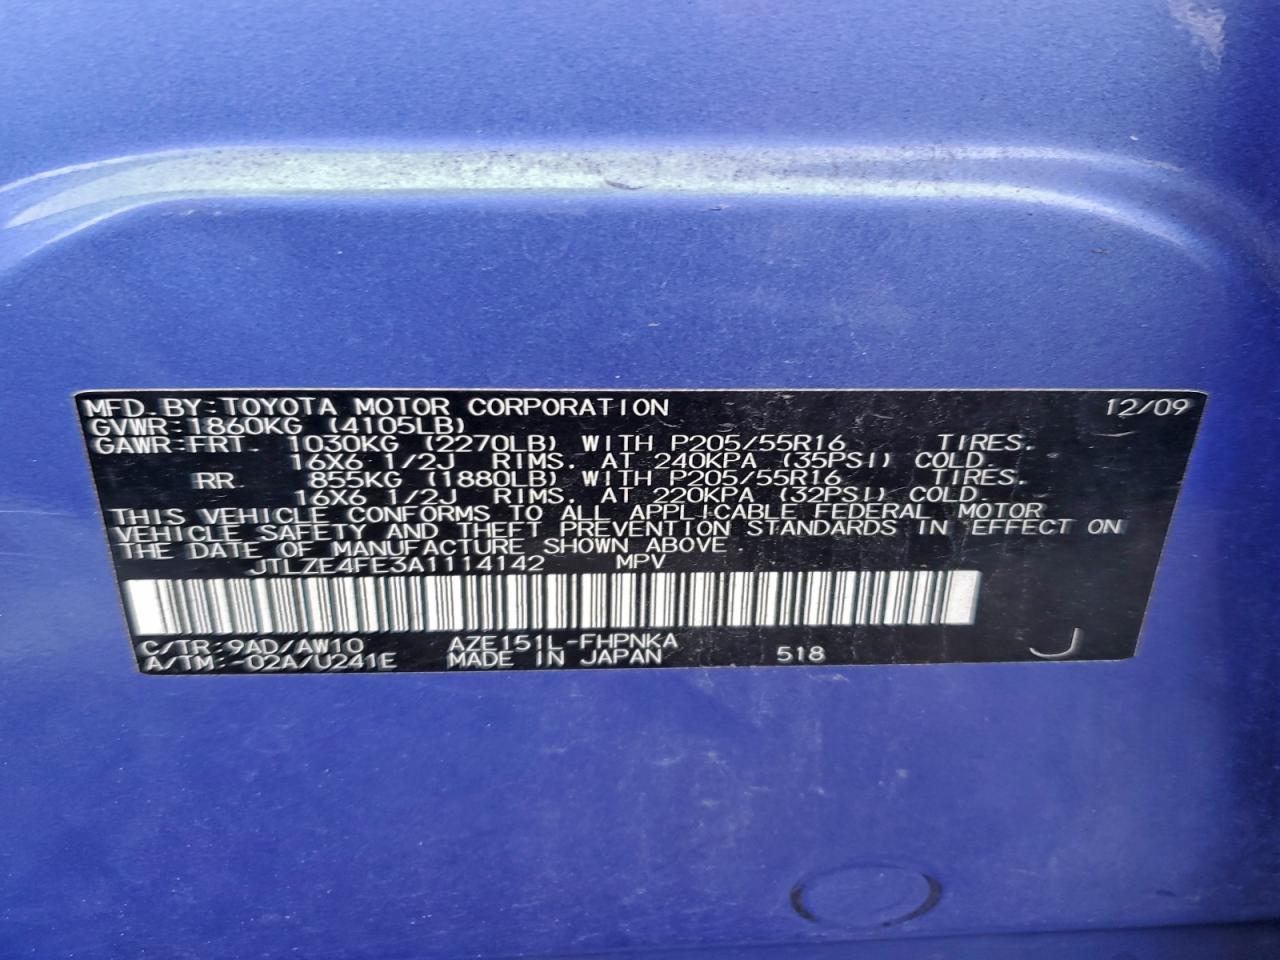 MFD. BY: TOYOTA MOTOR CORPORATION 12/09
GVWR: 1860KG (4105LB)
GAWR: FRT. 1030KG (2270LB) WITH P205/55R16 TIRES.
16X6 1/2J RIMS. AT 240KPA (35PSI) COLD.
RR 855KG (1880LB) WITH P205/55R16 TIRES.
16X6 1/2J RIMS. AT 220KPA (32PSI) COLD.
THIS VEHICLE CONFORMS TO ALL APPLICABLE FEDERAL MOTOR
VEHICLE SAFETY AND THEFT PREVENTION STANDARDS IN EFFECT ON
THE DATE OF MANUFACTURE SHOWN ABOVE.
JTLZE4FE3A1114142 MPV
C/TR: 9AD/AW10 AZE151L-FHPNKA
A/TM: -02A/U241E MADE IN JAPAN 518 J